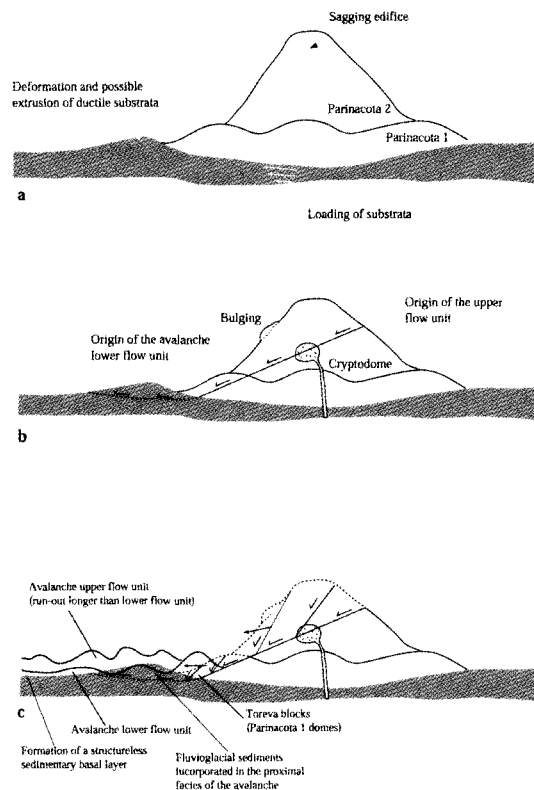 Sagging edifice
Deformation and possible
extrusion of ductile substrata
Parinacota 2
Parinacota 1
a
Loading of substrata
Bulging
Origin of the upper
flow unit
Origin of the avalanche
lower flow unit
Cryptodome
b
Avalanche upper flow unit
(run-out longer than lower flow unit)
c
Toreva blocks
(Parinacota 1 domes)
Avalanche lower flow unit
Formation of a structureless
sedimentary basal layer
Fluvioglacial sediments
incorporated in the proximal
facies of the avalanche